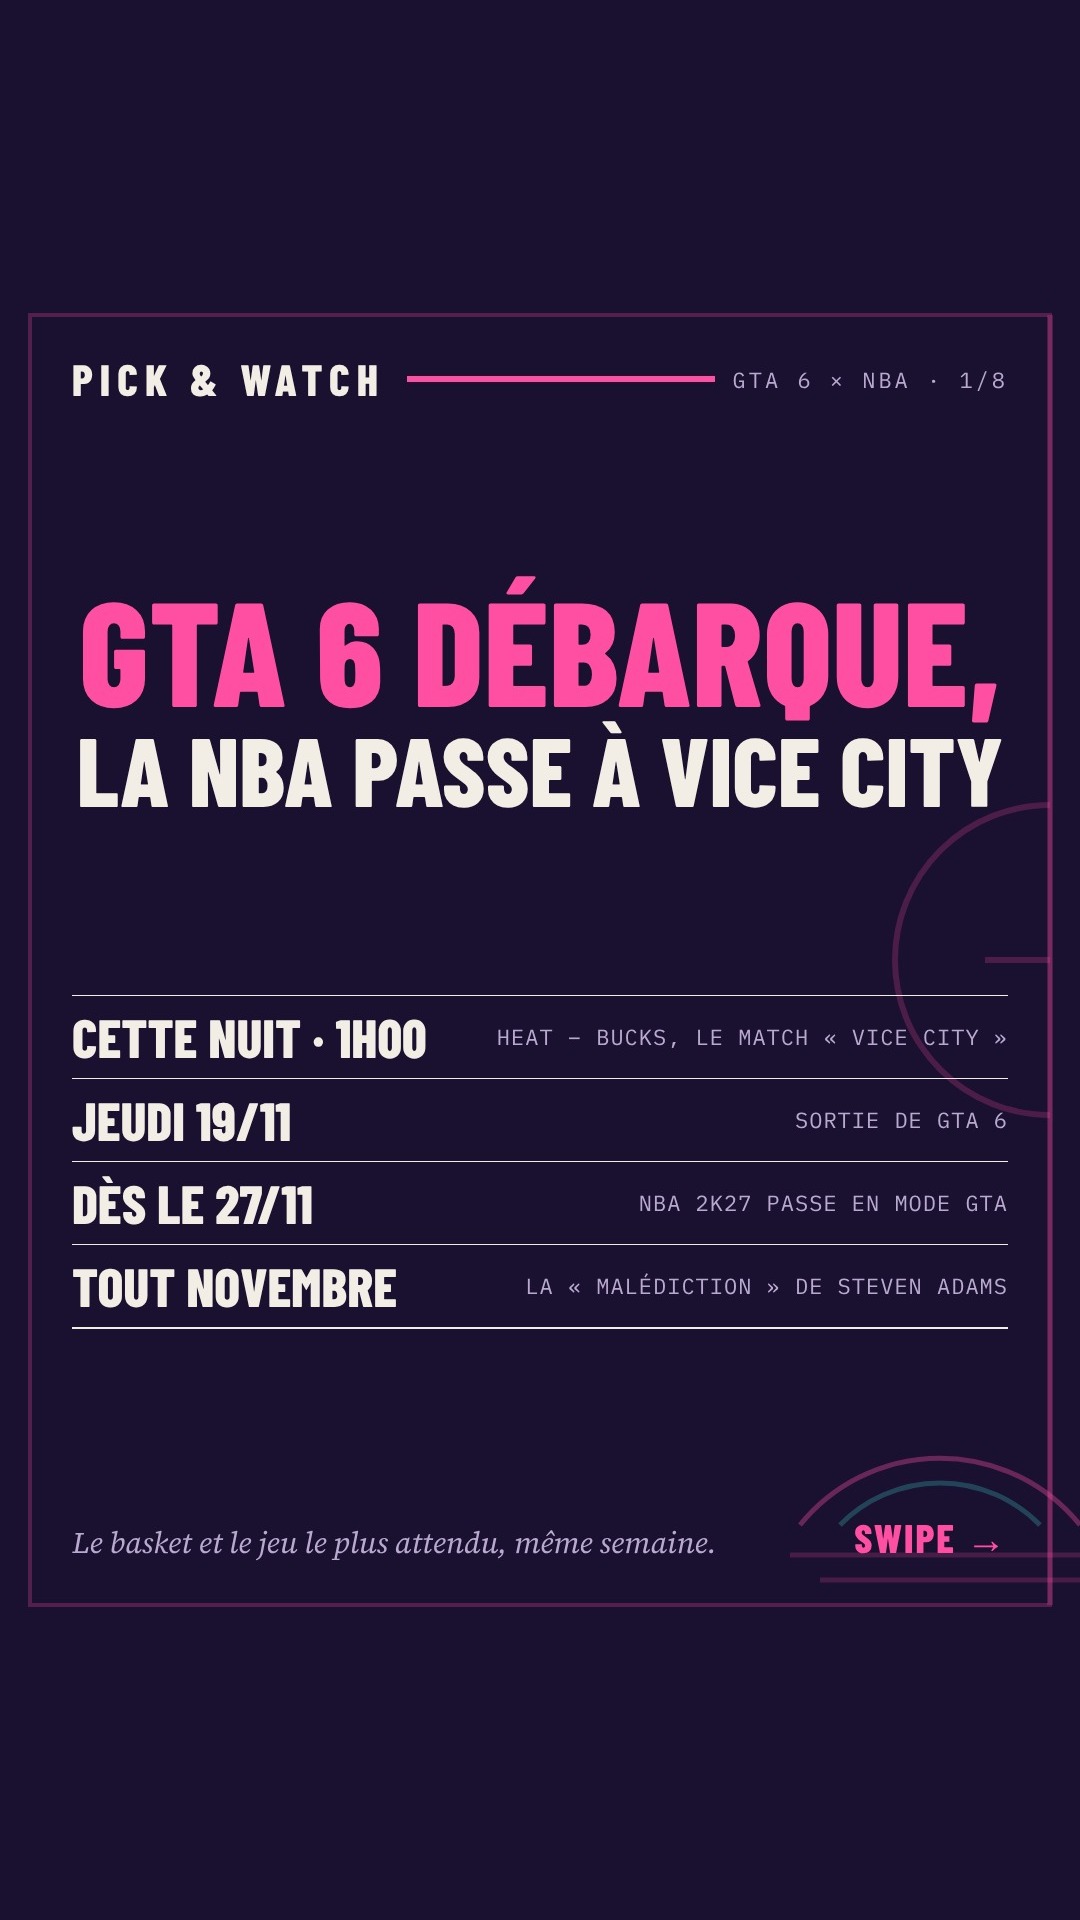 PICK & WATCH
GTA 6 × NBA · 1/8
GTA 6 DÉBARQUE,
LA NBA PASSE À VICE CITY
CETTE NUIT · 1H00
HEAT – BUCKS, LE MATCH « VICE CITY »
JEUDI 19/11
SORTIE DE GTA 6
DÈS LE 27/11
NBA 2K27 PASSE EN MODE GTA
TOUT NOVEMBRE
LA « MALÉDICTION » DE STEVEN ADAMS
Le basket et le jeu le plus attendu, même semaine.
SWIPE →